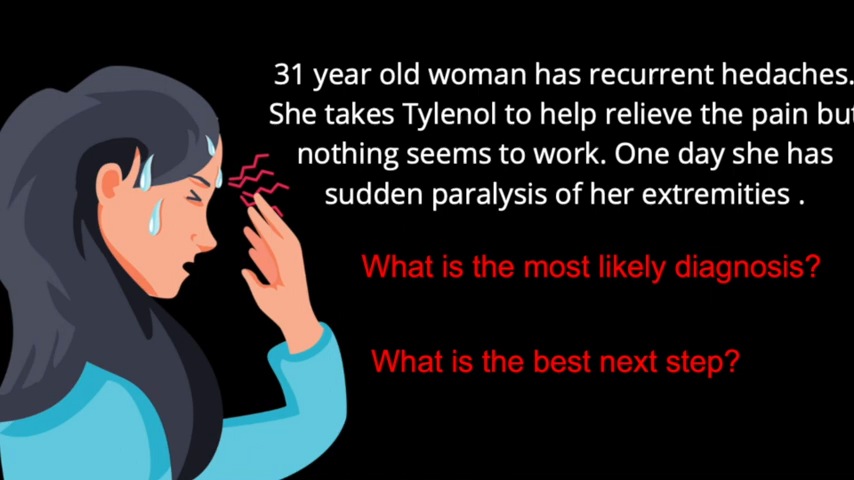 31 year old woman has recurrent hedaches.
She takes Tylenol to help relieve the pain but
nothing seems to work. One day she has
sudden paralysis of her extremities .
What is the most likely diagnosis?
What is the best next step?